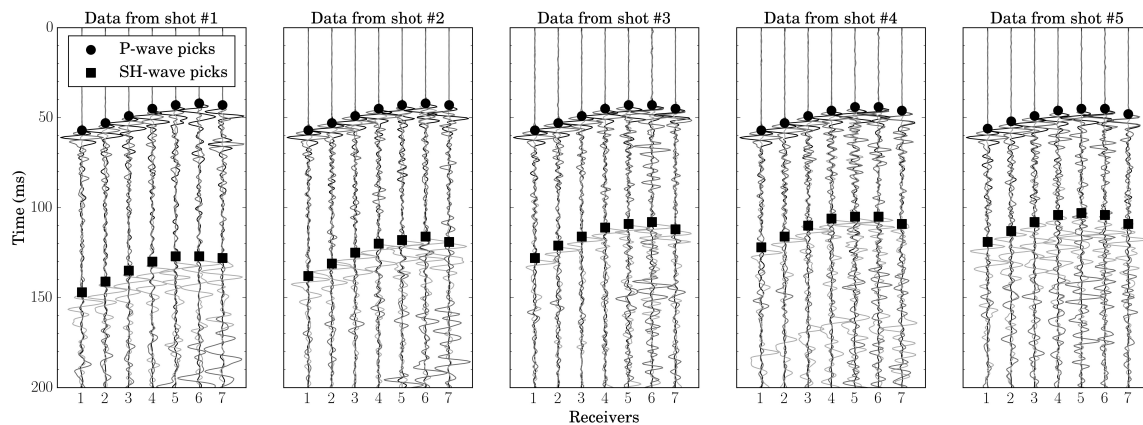 Data from shot #1
Data from shot #2
Data from shot #3
Data from shot #4
Data from shot #5
P-wave picks
SH-wave picks
Time (ms)
0
50
100
150
200
1 2 3 4 5 6 7
1 2 3 4 5 6 7
1 2 3 4 5 6 7
1 2 3 4 5 6 7
1 2 3 4 5 6 7
Receivers